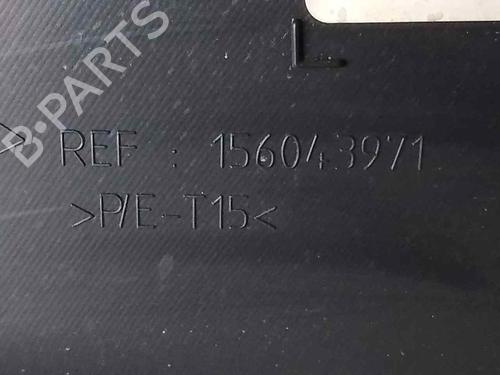 L
B-PARTS
> REF : 156043971
>P/E-T15<